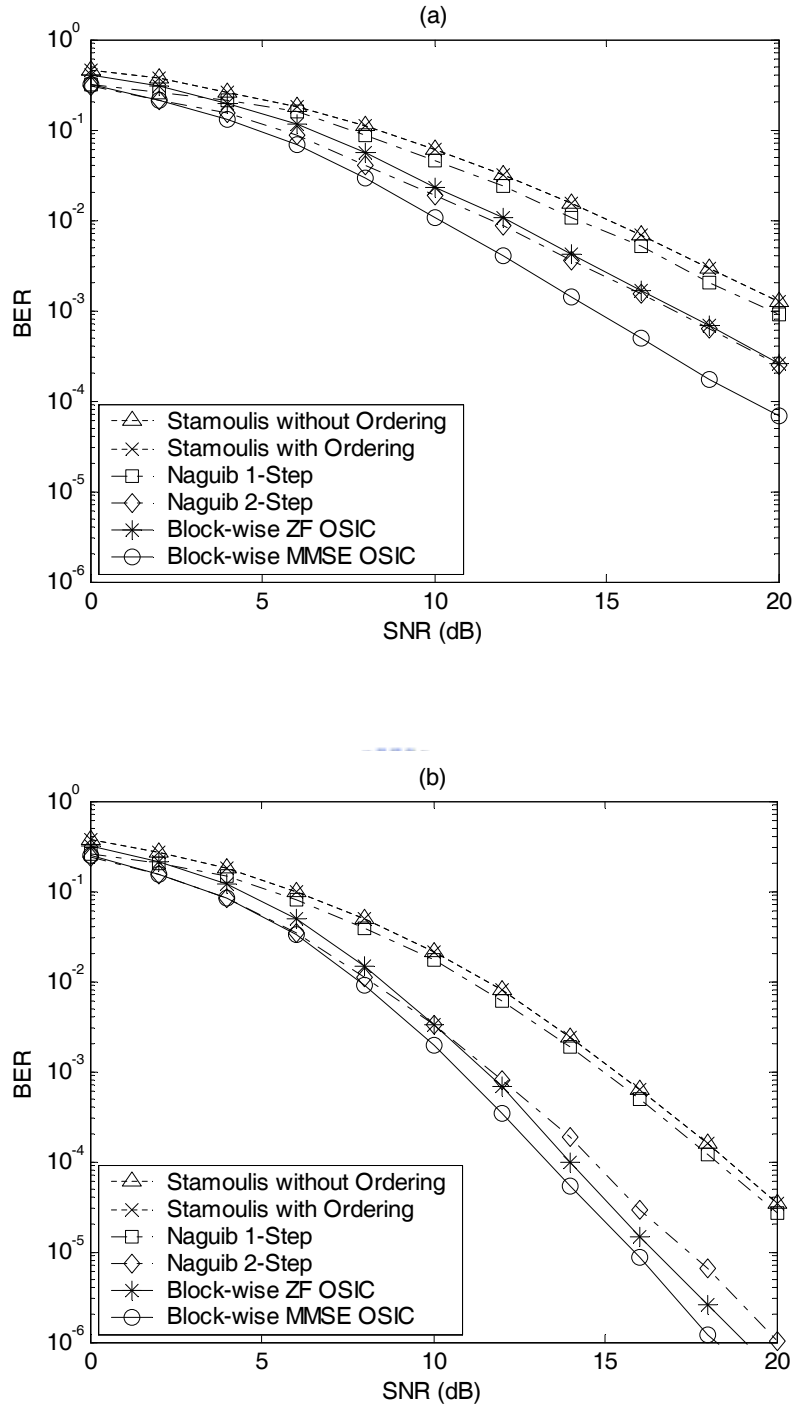 (a)
10^0
10^-1
10^-2
10^-3
10^-4
10^-5
10^-6
BER
Stamoulis without Ordering
Stamoulis with Ordering
Naguib 1-Step
Naguib 2-Step
Block-wise ZF OSIC
Block-wise MMSE OSIC
0 5 10 15 20
SNR (dB)
(b)
10^0
10^-1
10^-2
10^-3
10^-4
10^-5
10^-6
BER
Stamoulis without Ordering
Stamoulis with Ordering
Naguib 1-Step
Naguib 2-Step
Block-wise ZF OSIC
Block-wise MMSE OSIC
0 5 10 15 20
SNR (dB)